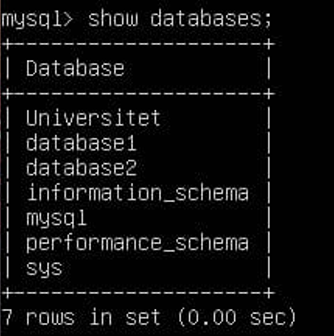 mysql> show databases;
+--------------------+
| Database           |
+--------------------+
| Universitet        |
| database1          |
| database2          |
| information_schema |
| mysql              |
| performance_schema |
| sys                |
+--------------------+
7 rows in set (0.00 sec)